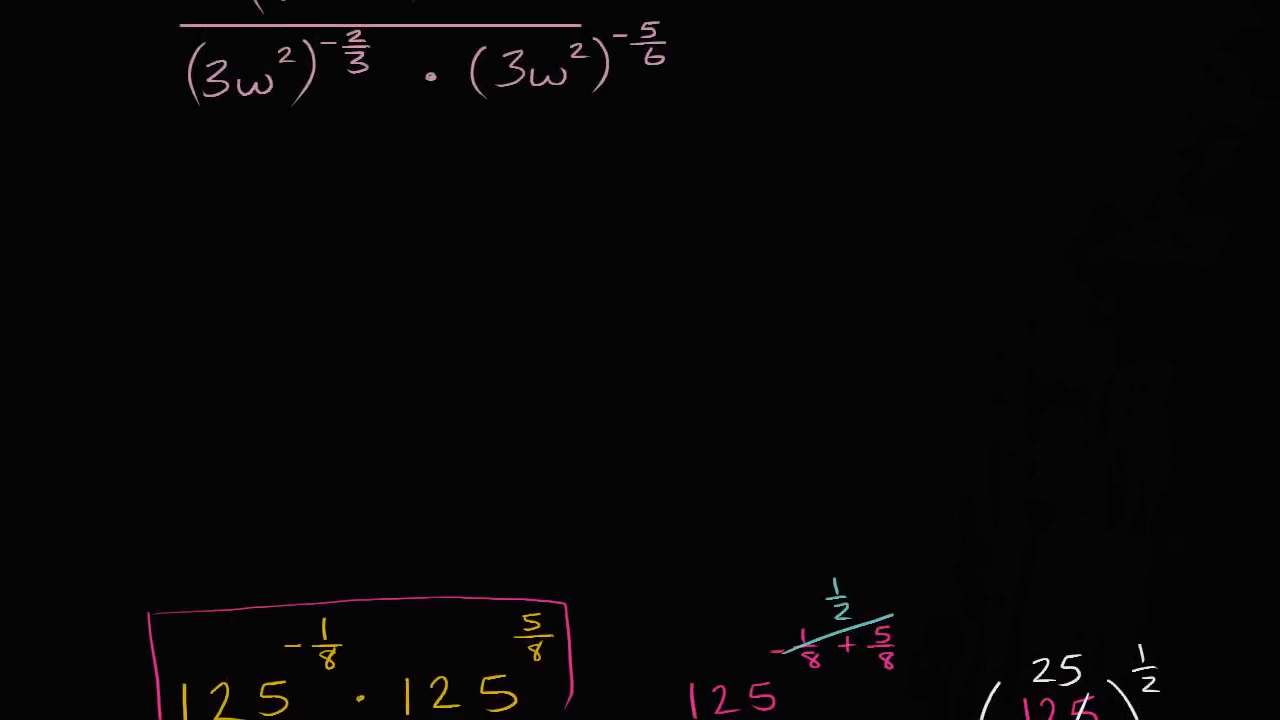 (3w²)^{-2/3} · (3w²)^{-5/6}
125^{-1/8} · 125^{5/8}
125^{-1/8 + 5/8}
1/2
25
(125)^{1/2}